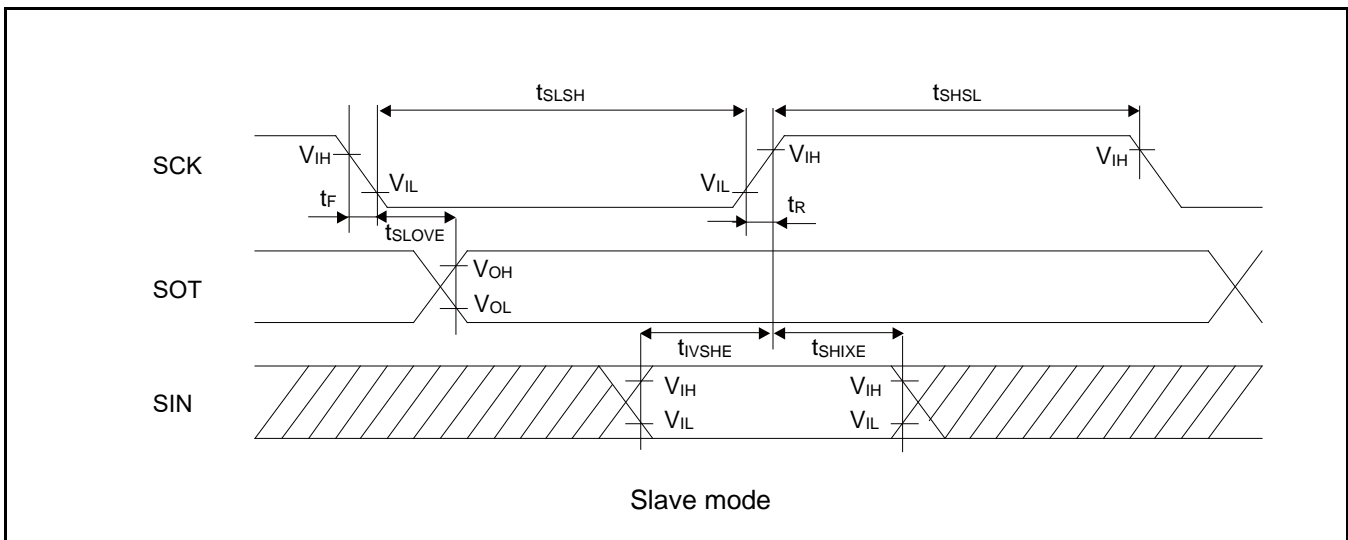 tSLSH
tSHSL
SCK
VIH
VIL
VIL
VIH
VIH
tF
tR
tSLOVE
SOT
VOH
VOL
tIVSHE
tSHIXE
SIN
VIH
VIH
VIL
VIL
Slave mode